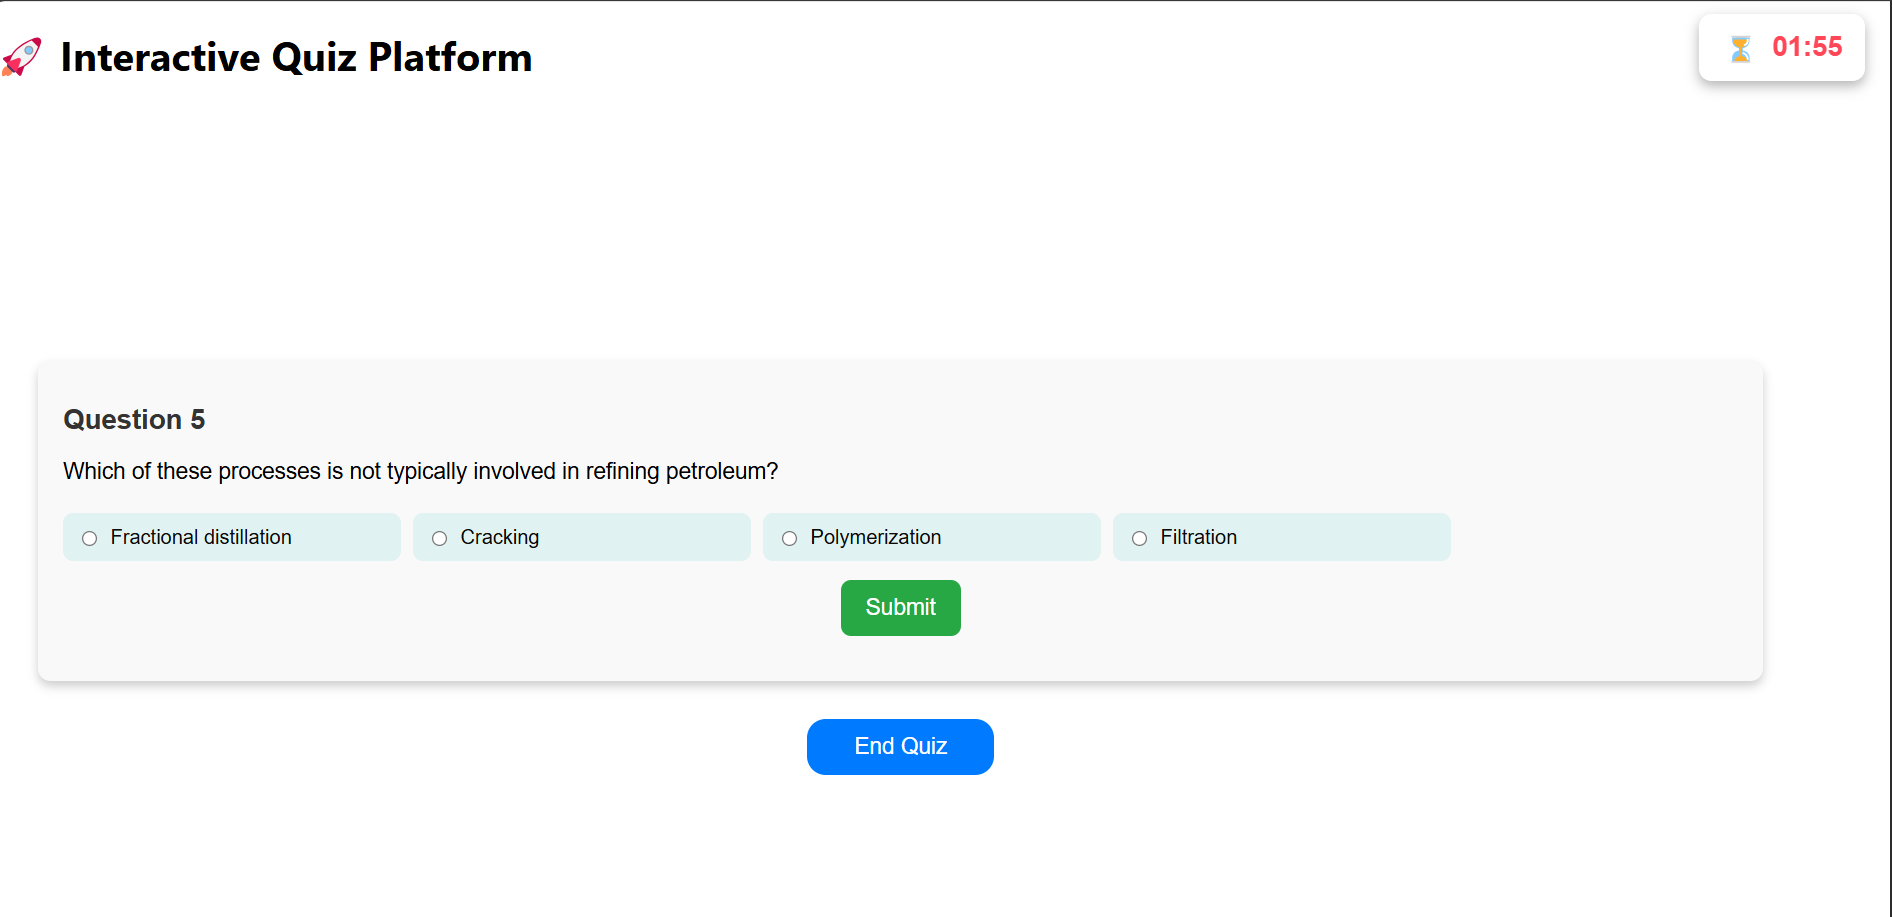 Interactive Quiz Platform
01:55
Question 5
Which of these processes is not typically involved in refining petroleum?
Fractional distillation
Cracking
Polymerization
Filtration
Submit
End Quiz